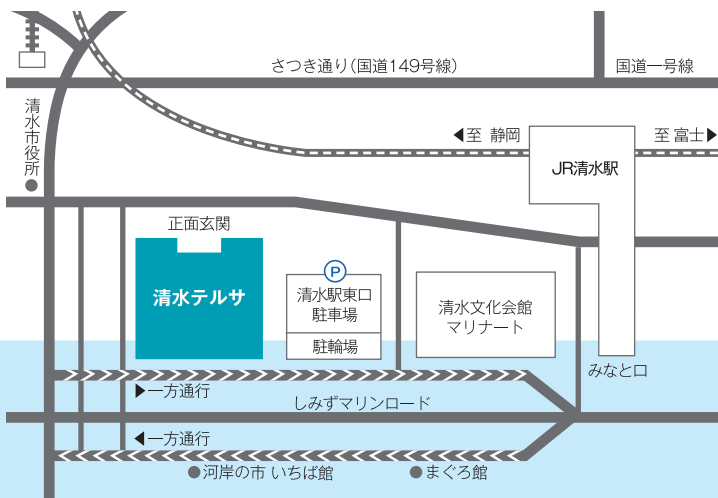 さつき通り(国道149号線)
国道一号線
清水市役所
至 静岡
至 富士
JR清水駅
正面玄関
清水テルサ
P
清水駅東口
駐車場
駐輪場
清水文化会館
マリナート
みなと口
一方通行
しみずマリンロード
一方通行
河岸の市 いちば館
まぐろ館